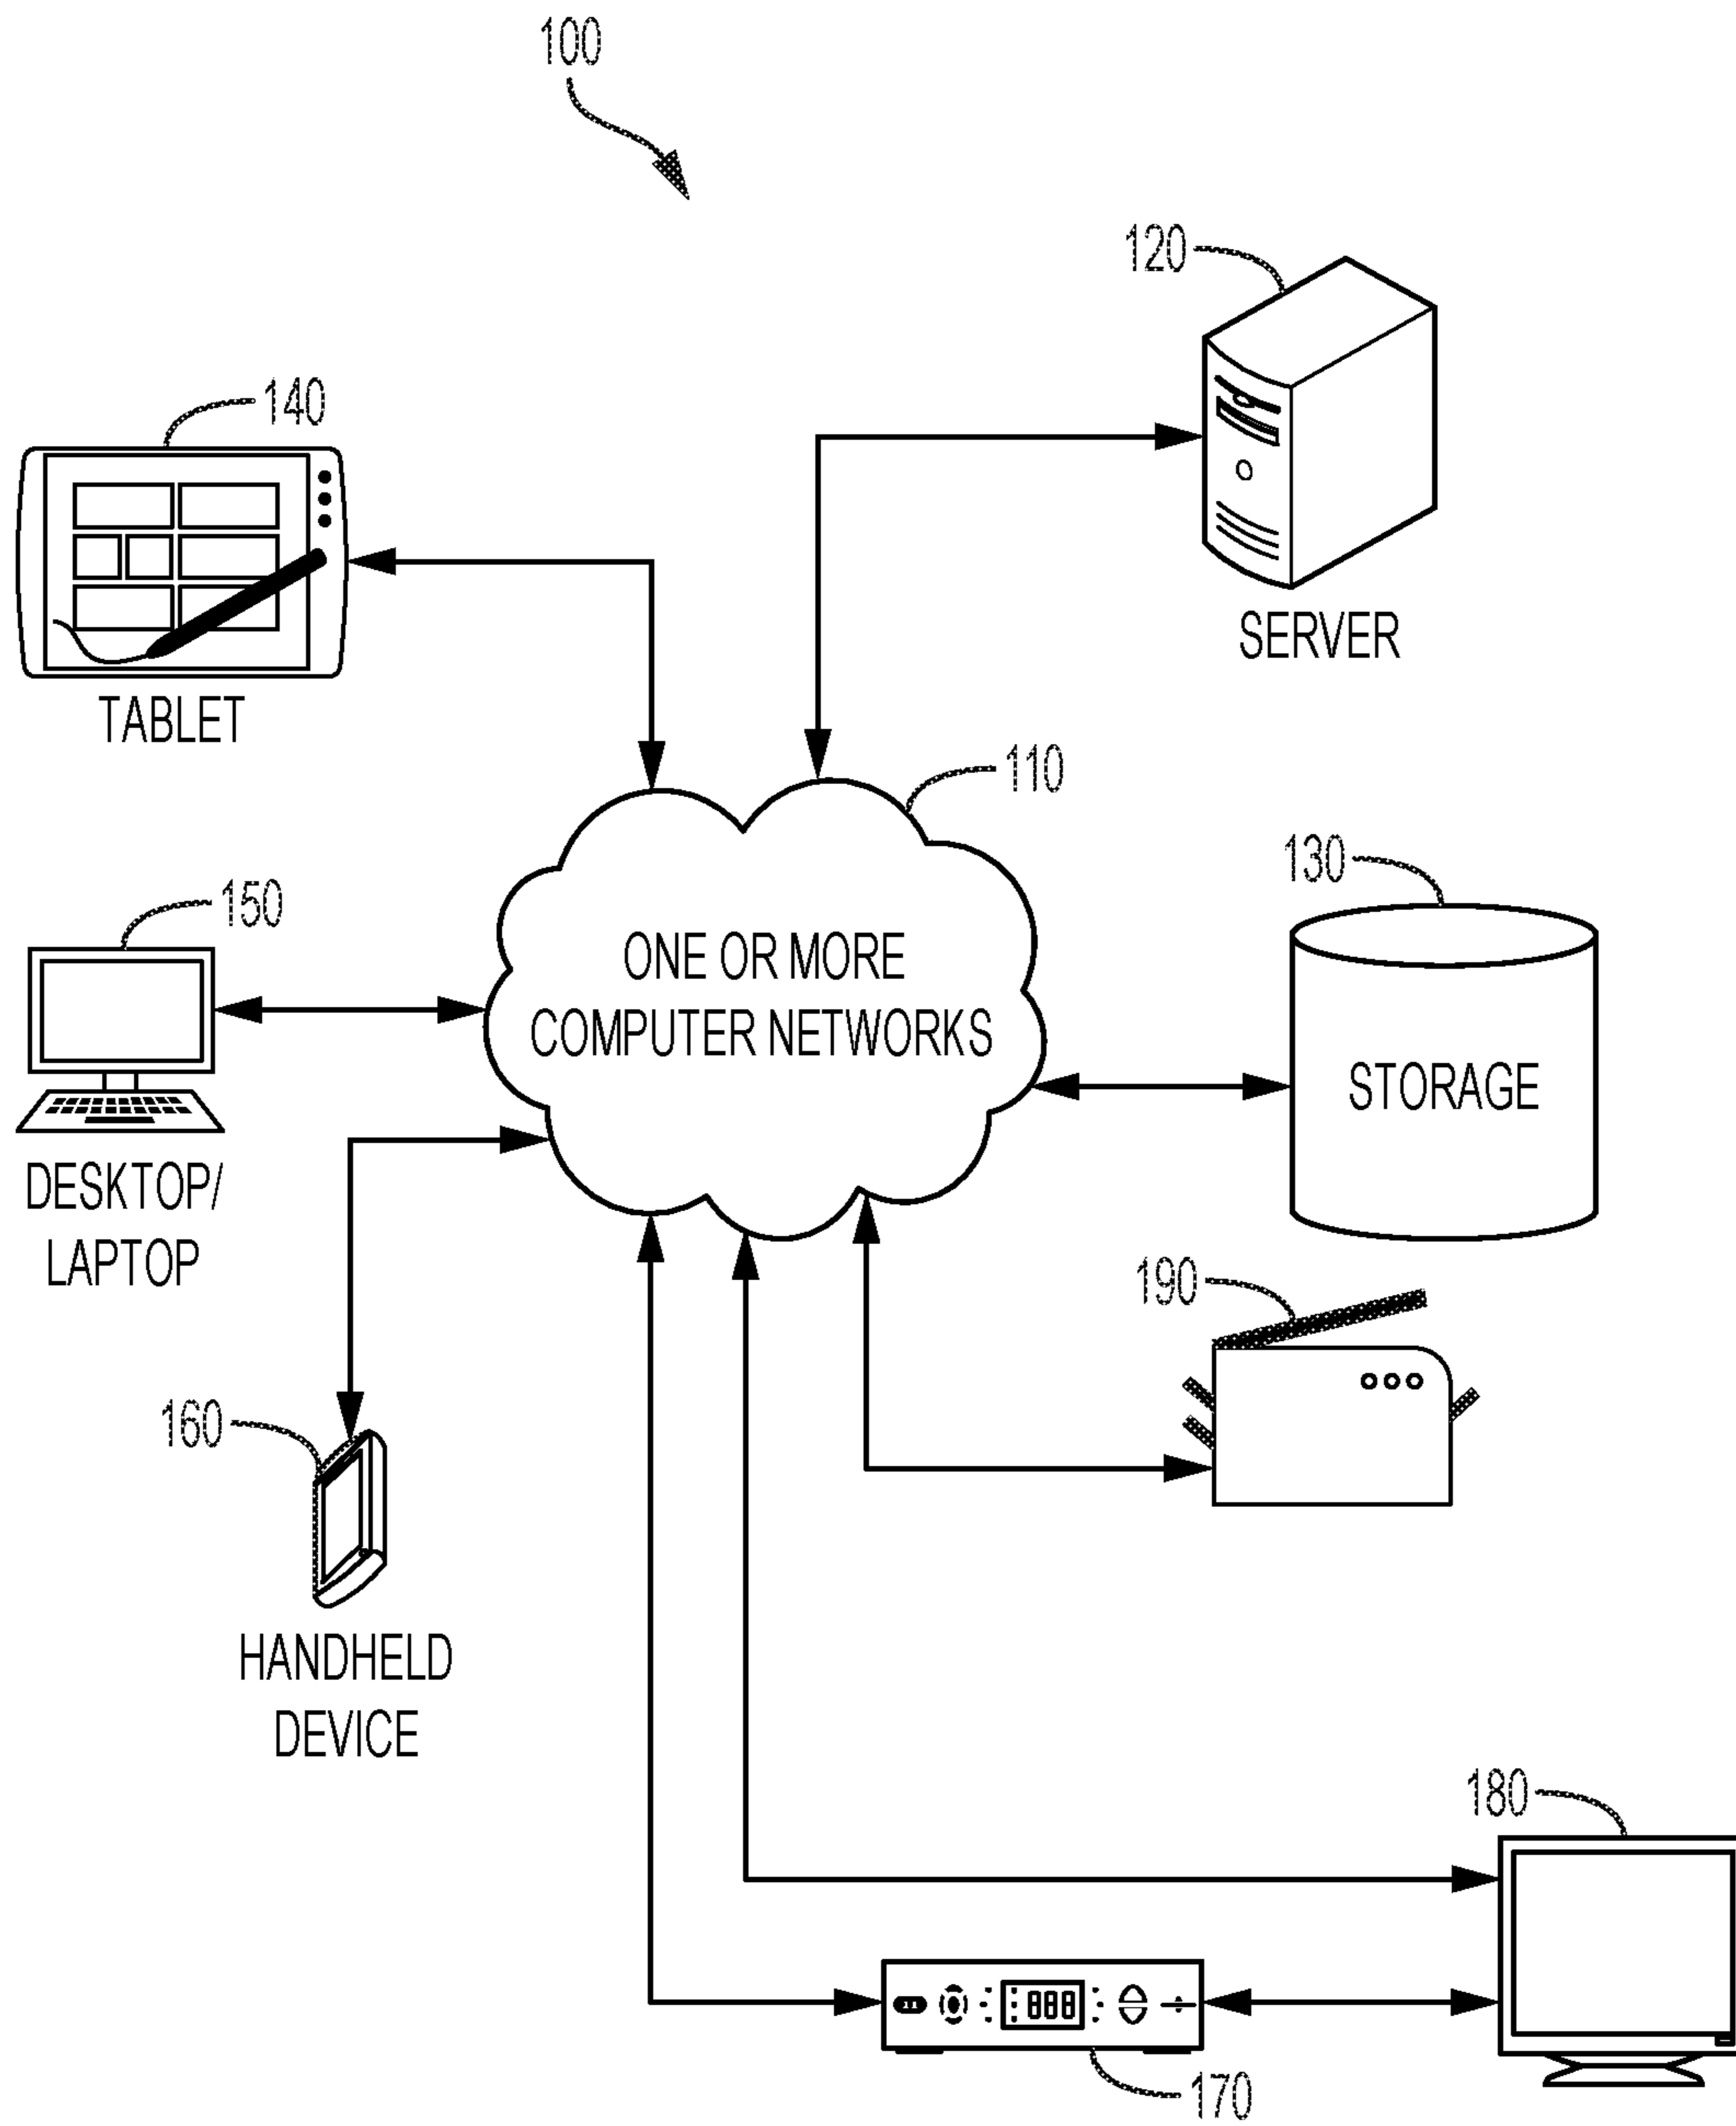 100
120
140
SERVER
TABLET
110
130
150
ONE OR MORE
COMPUTER NETWORKS
STORAGE
DESKTOP/
LAPTOP
190
160
HANDHELD
DEVICE
180
888
170